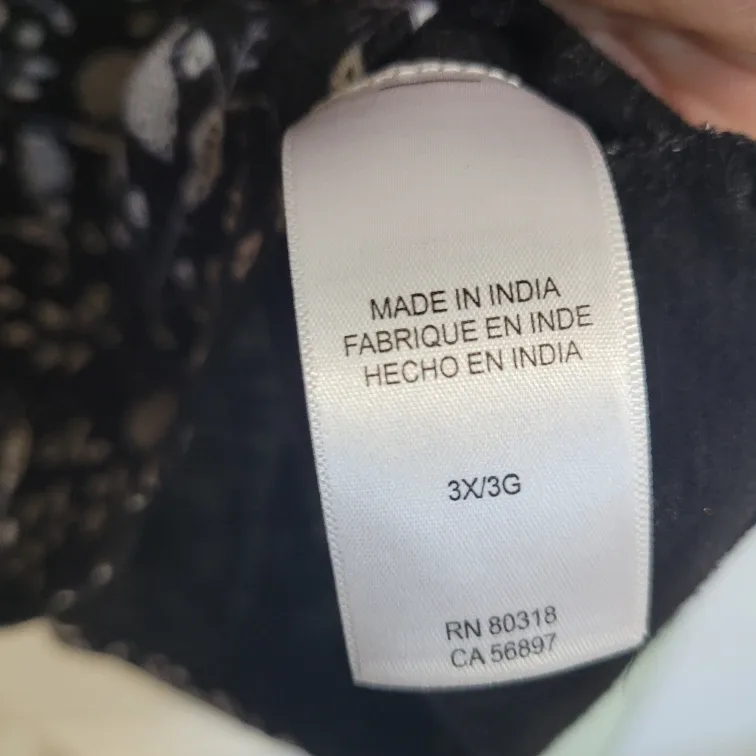 MADE IN INDIA
FABRIQUE EN INDE
HECHO EN INDIA
3X/3G
RN 80318
CA 56897